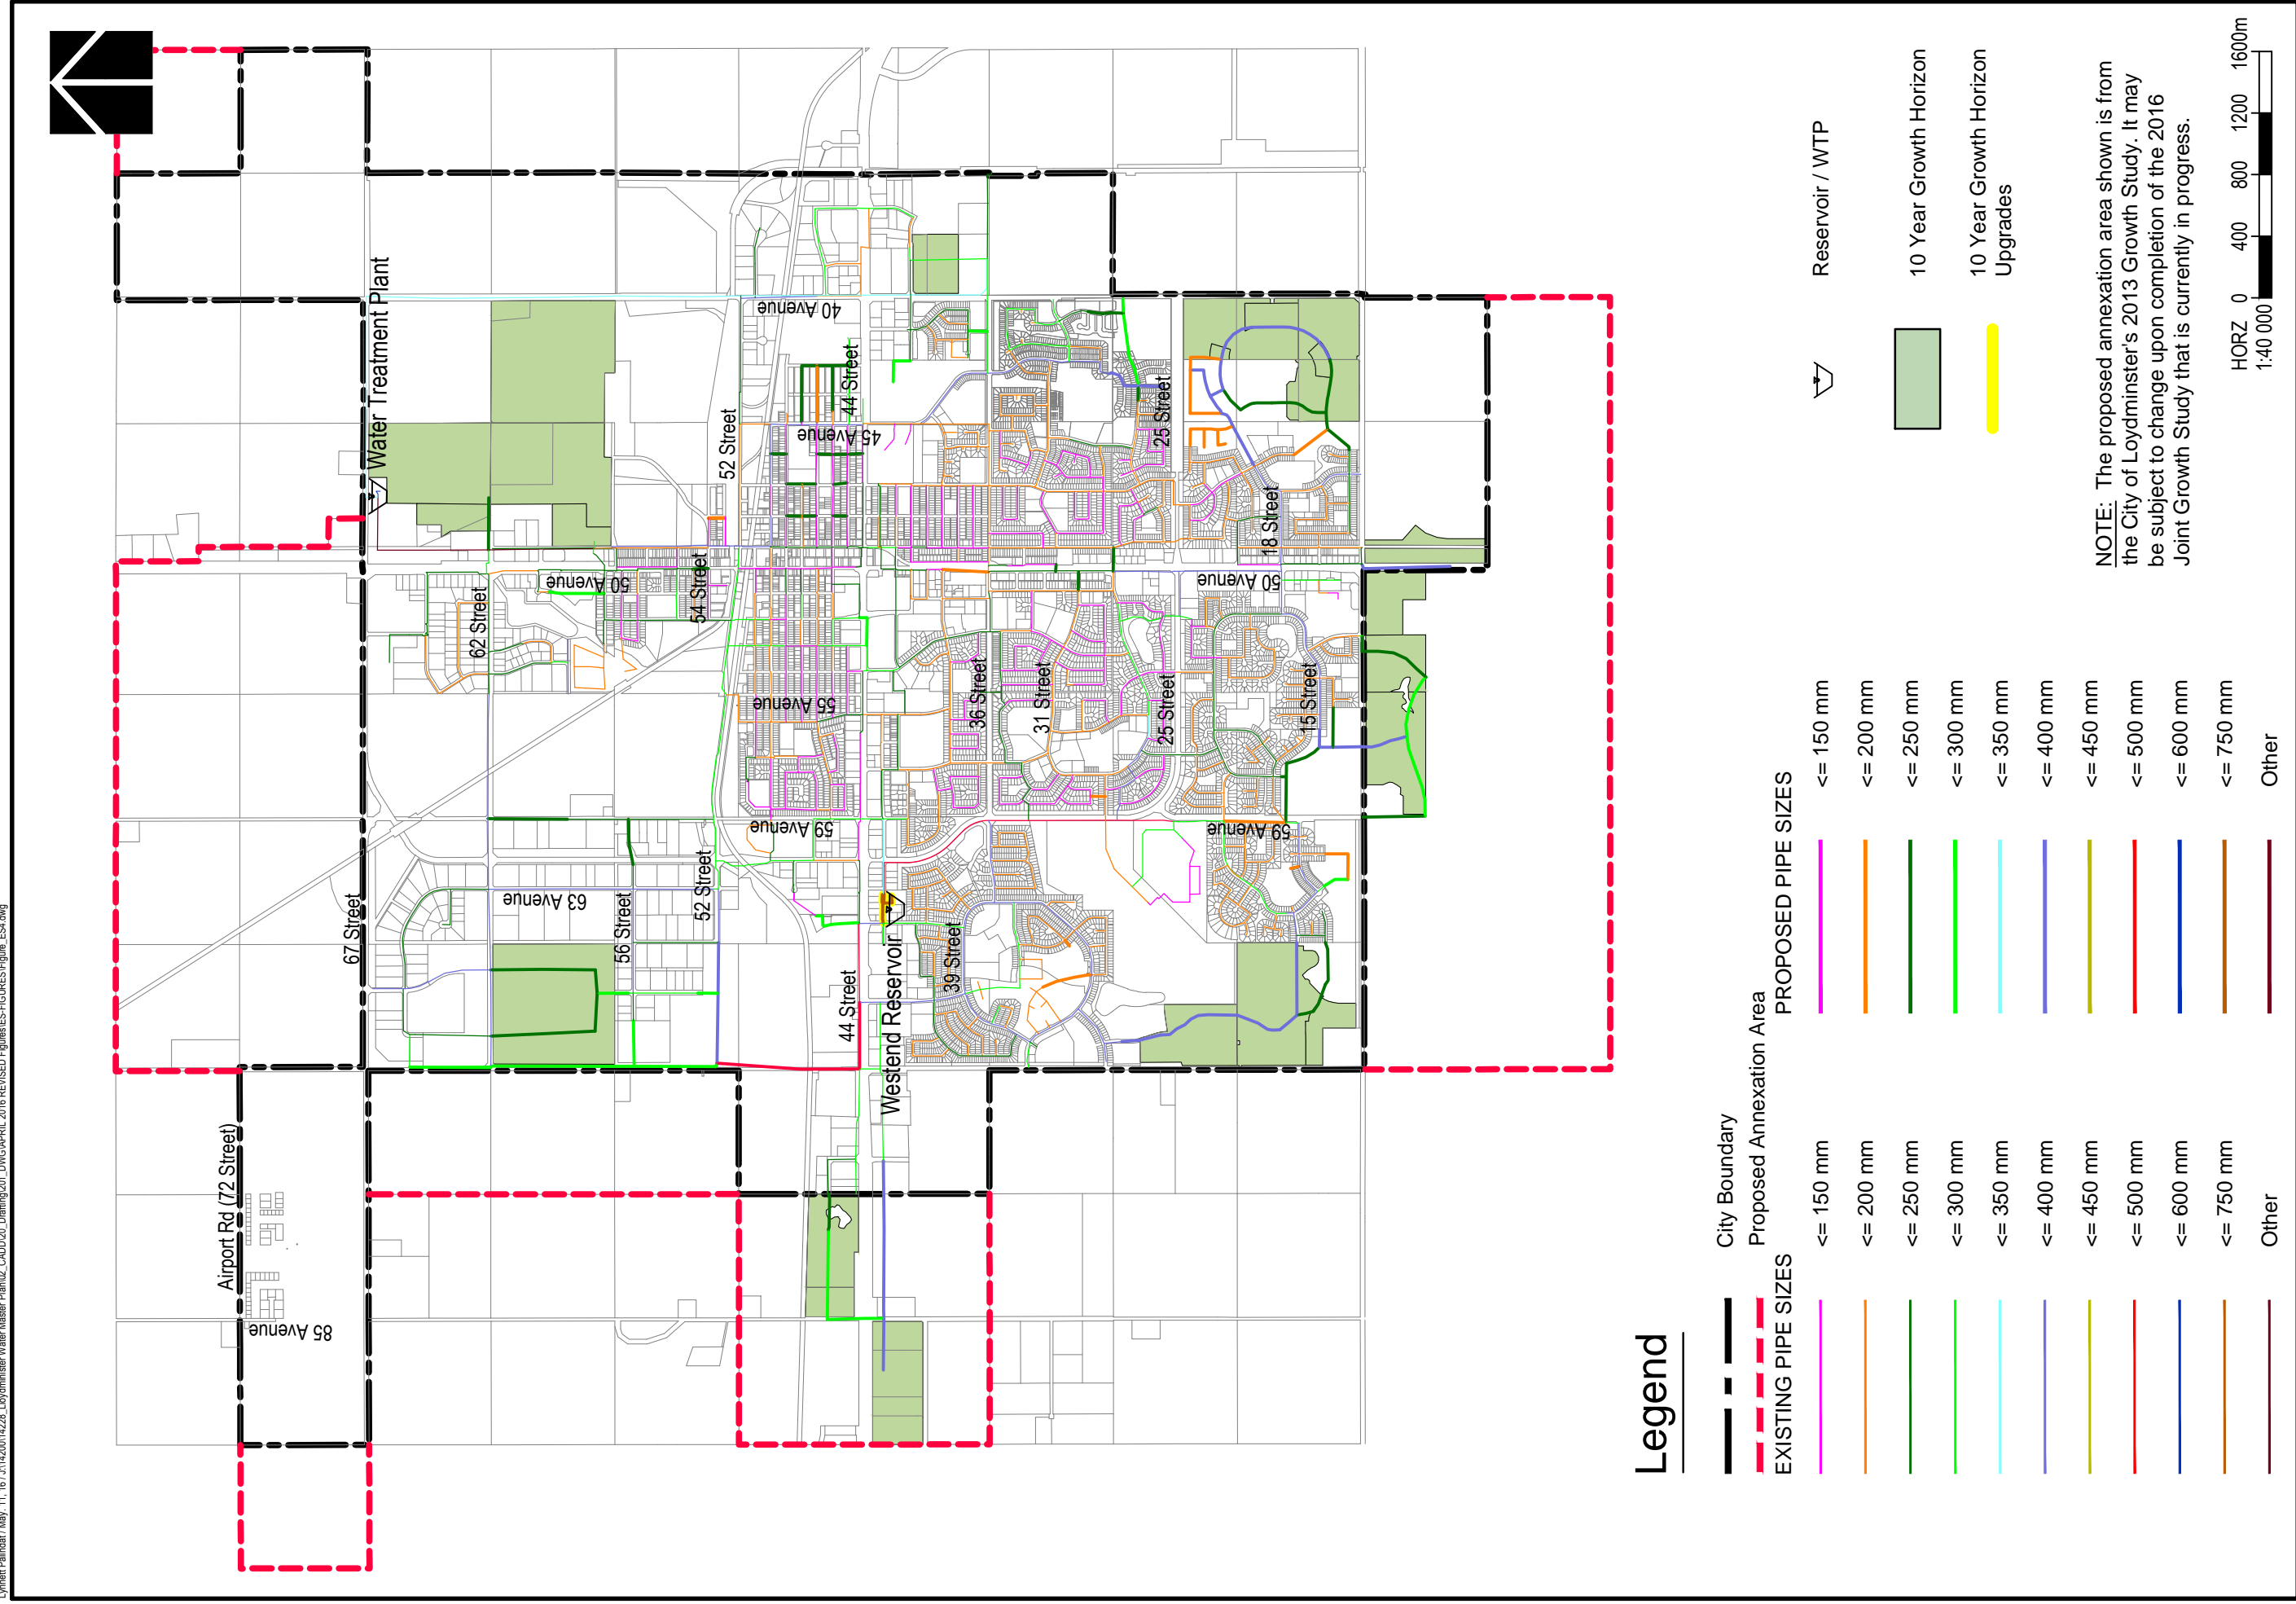 Airport Rd (72 Street)
85 Avenue
67 Street
Water Treatment Plant
62 Street
50 Avenue
63 Avenue
56 Street
54 Street
52 Street
52 Street
40 Avenue
44 Street
45 Avenue
55 Avenue
59 Avenue
44 Street
Westend Reservoir
39 Street
36 Street
31 Street
25 Street
25 Street
18 Street
50 Avenue
15 Street
59 Avenue
Legend
City Boundary
Proposed Annexation Area
EXISTING PIPE SIZES
<= 150 mm
<= 200 mm
<= 250 mm
<= 300 mm
<= 350 mm
<= 400 mm
<= 450 mm
<= 500 mm
<= 600 mm
<= 750 mm
Other
PROPOSED PIPE SIZES
<= 150 mm
<= 200 mm
<= 250 mm
<= 300 mm
<= 350 mm
<= 400 mm
<= 450 mm
<= 500 mm
<= 600 mm
<= 750 mm
Other
Reservoir / WTP
10 Year Growth Horizon
10 Year Growth Horizon
Upgrades
NOTE: The proposed annexation area shown is from
the City of Loydminster's 2013 Growth Study. It may
be subject to change upon completion of the 2016
Joint Growth Study that is currently in progress.
HORZ 0 400 800 1200 1600m
1:40 000